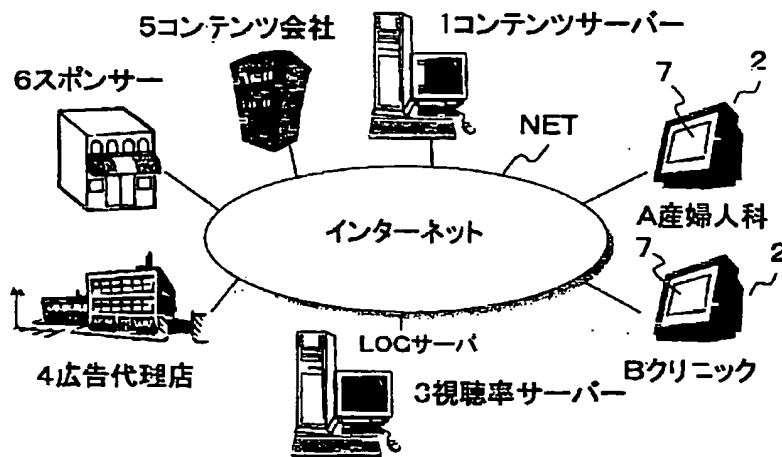 5コンテンツ会社
1コンテンツサーバー
6スポンサー
7
2
NET
A産婦人科
インターネット
7
2
LOGサーバ
4広告代理店
3視聴率サーバー
Bクリニック